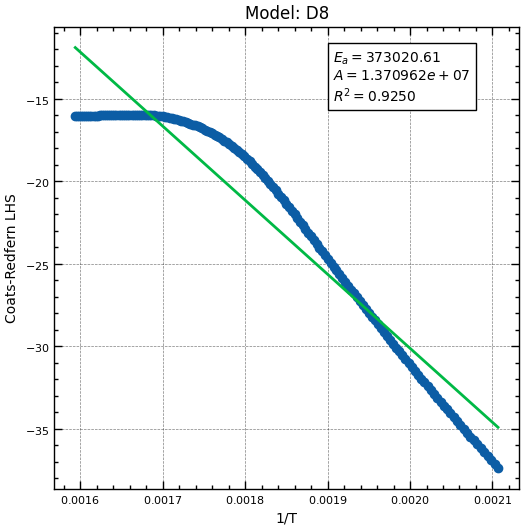 Model: D8
E_a = 373020.61
A = 1.370962e + 07
R² = 0.9250
Coats-Redfern LHS
−15
−20
−25
−30
−35
0.0016 0.0017 0.0018 0.0019 0.0020 0.0021
1/T